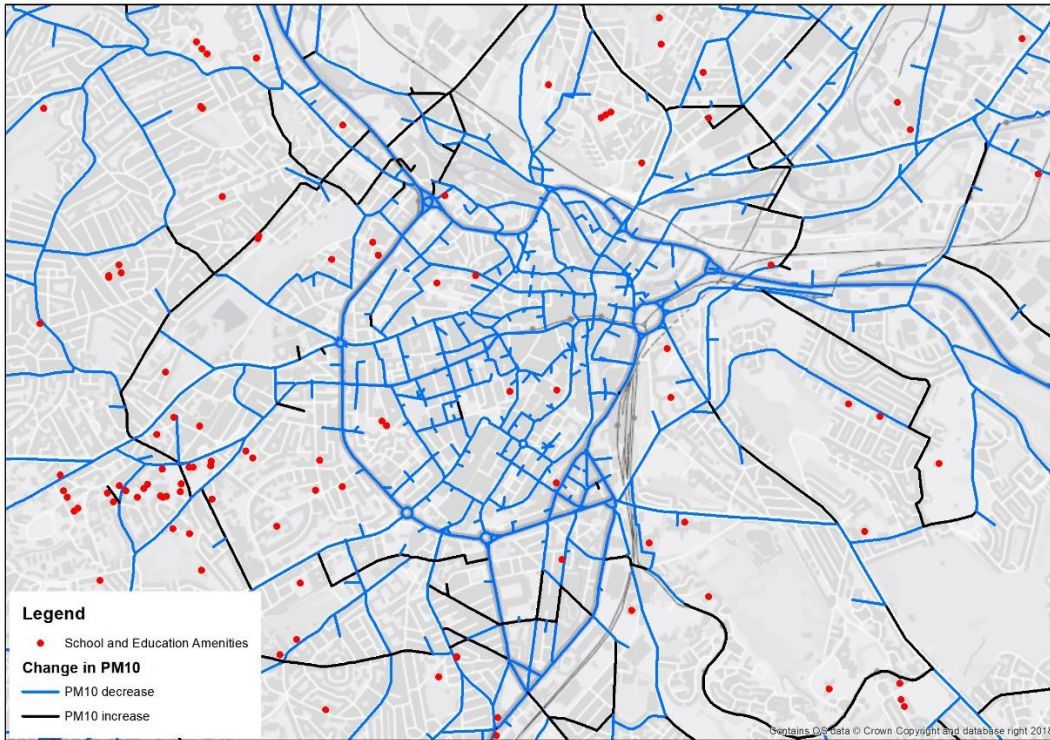 Legend
School and Education Amenities
Change in PM10
PM10 decrease
PM10 increase
Contains OS data © Crown Copyright and database right 2018